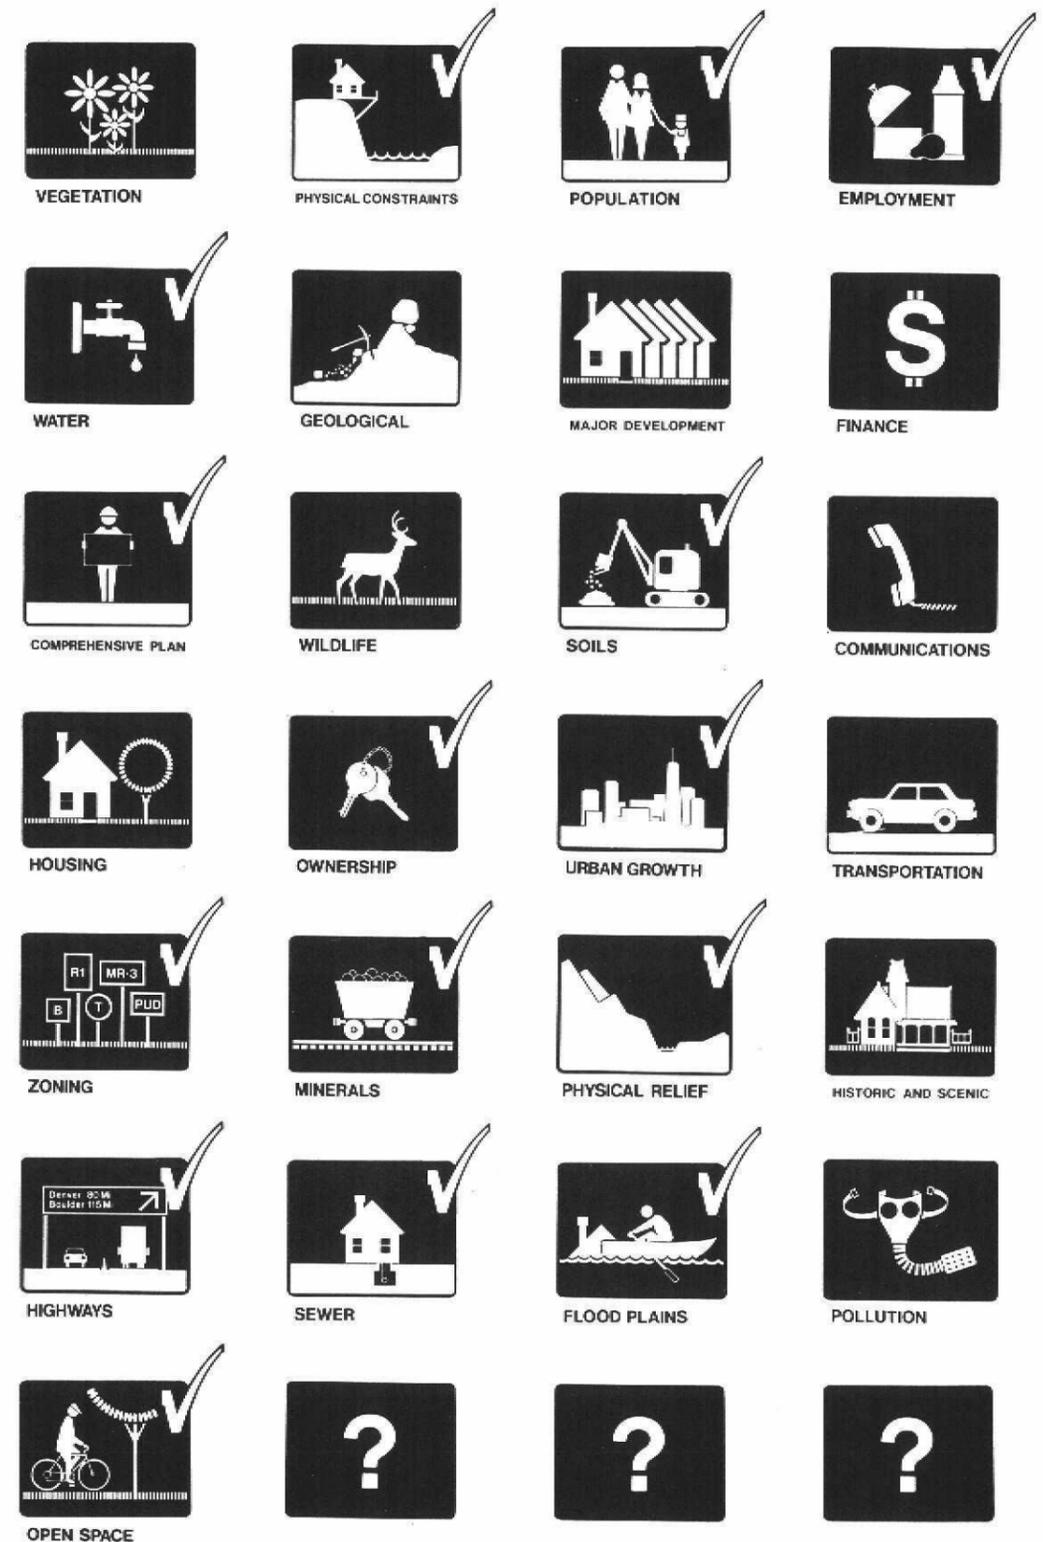 VEGETATION
PHYSICAL CONSTRAINTS
POPULATION
EMPLOYMENT
WATER
GEOLOGICAL
MAJOR DEVELOPMENT
$
FINANCE
COMPREHENSIVE PLAN
WILDLIFE
SOILS
COMMUNICATIONS
HOUSING
OWNERSHIP
URBAN GROWTH
TRANSPORTATION
R1
MR-3
B
T
PUD
ZONING
MINERALS
PHYSICAL RELIEF
HISTORIC AND SCENIC
Denver 80 Mi
Boulder 115 Mi
HIGHWAYS
SEWER
FLOOD PLAINS
POLLUTION
OPEN SPACE
?
?
?